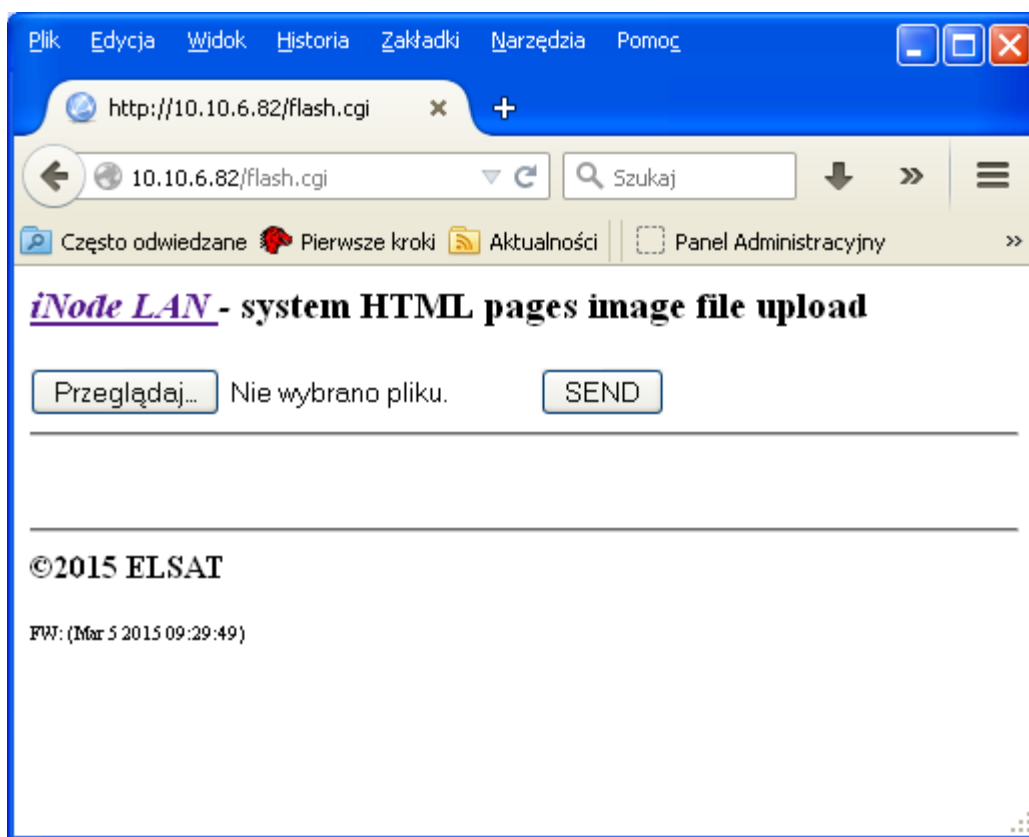 Plik Edycja Widok Historia Zakładki Narzędzia Pomoc
http://10.10.6.82/flash.cgi
10.10.6.82/flash.cgi Szukaj
Często odwiedzane Pierwsze kroki Aktualności Panel Administracyjny
iNode LAN - system HTML pages image file upload
Przeglądaj... Nie wybrano pliku. SEND
©2015 ELSAT
FW: (Mar 5 2015 09:29:49)